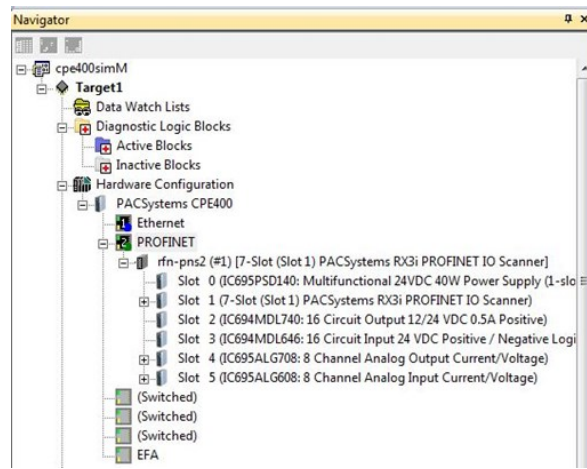 Navigator
cpe400simM
Target1
Data Watch Lists
Diagnostic Logic Blocks
Active Blocks
Inactive Blocks
Hardware Configuration
PACSystems CPE400
1 Ethernet
2 PROFINET
rfn-pns2 (#1) [7-Slot (Slot 1) PACSystems RX3i PROFINET IO Scanner]
Slot 0 (IC695PSD140: Multifunctional 24VDC 40W Power Supply (1-slo
Slot 1 (7-Slot (Slot 1) PACSystems RX3i PROFINET IO Scanner)
Slot 2 (IC694MDL740: 16 Circuit Output 12/24 VDC 0.5A Positive)
Slot 3 (IC694MDL646: 16 Circuit Input 24 VDC Positive / Negative Logi
Slot 4 (IC695ALG708: 8 Channel Analog Output Current/Voltage)
Slot 5 (IC695ALG608: 8 Channel Analog Input Current/Voltage)
(Switched)
(Switched)
(Switched)
EFA